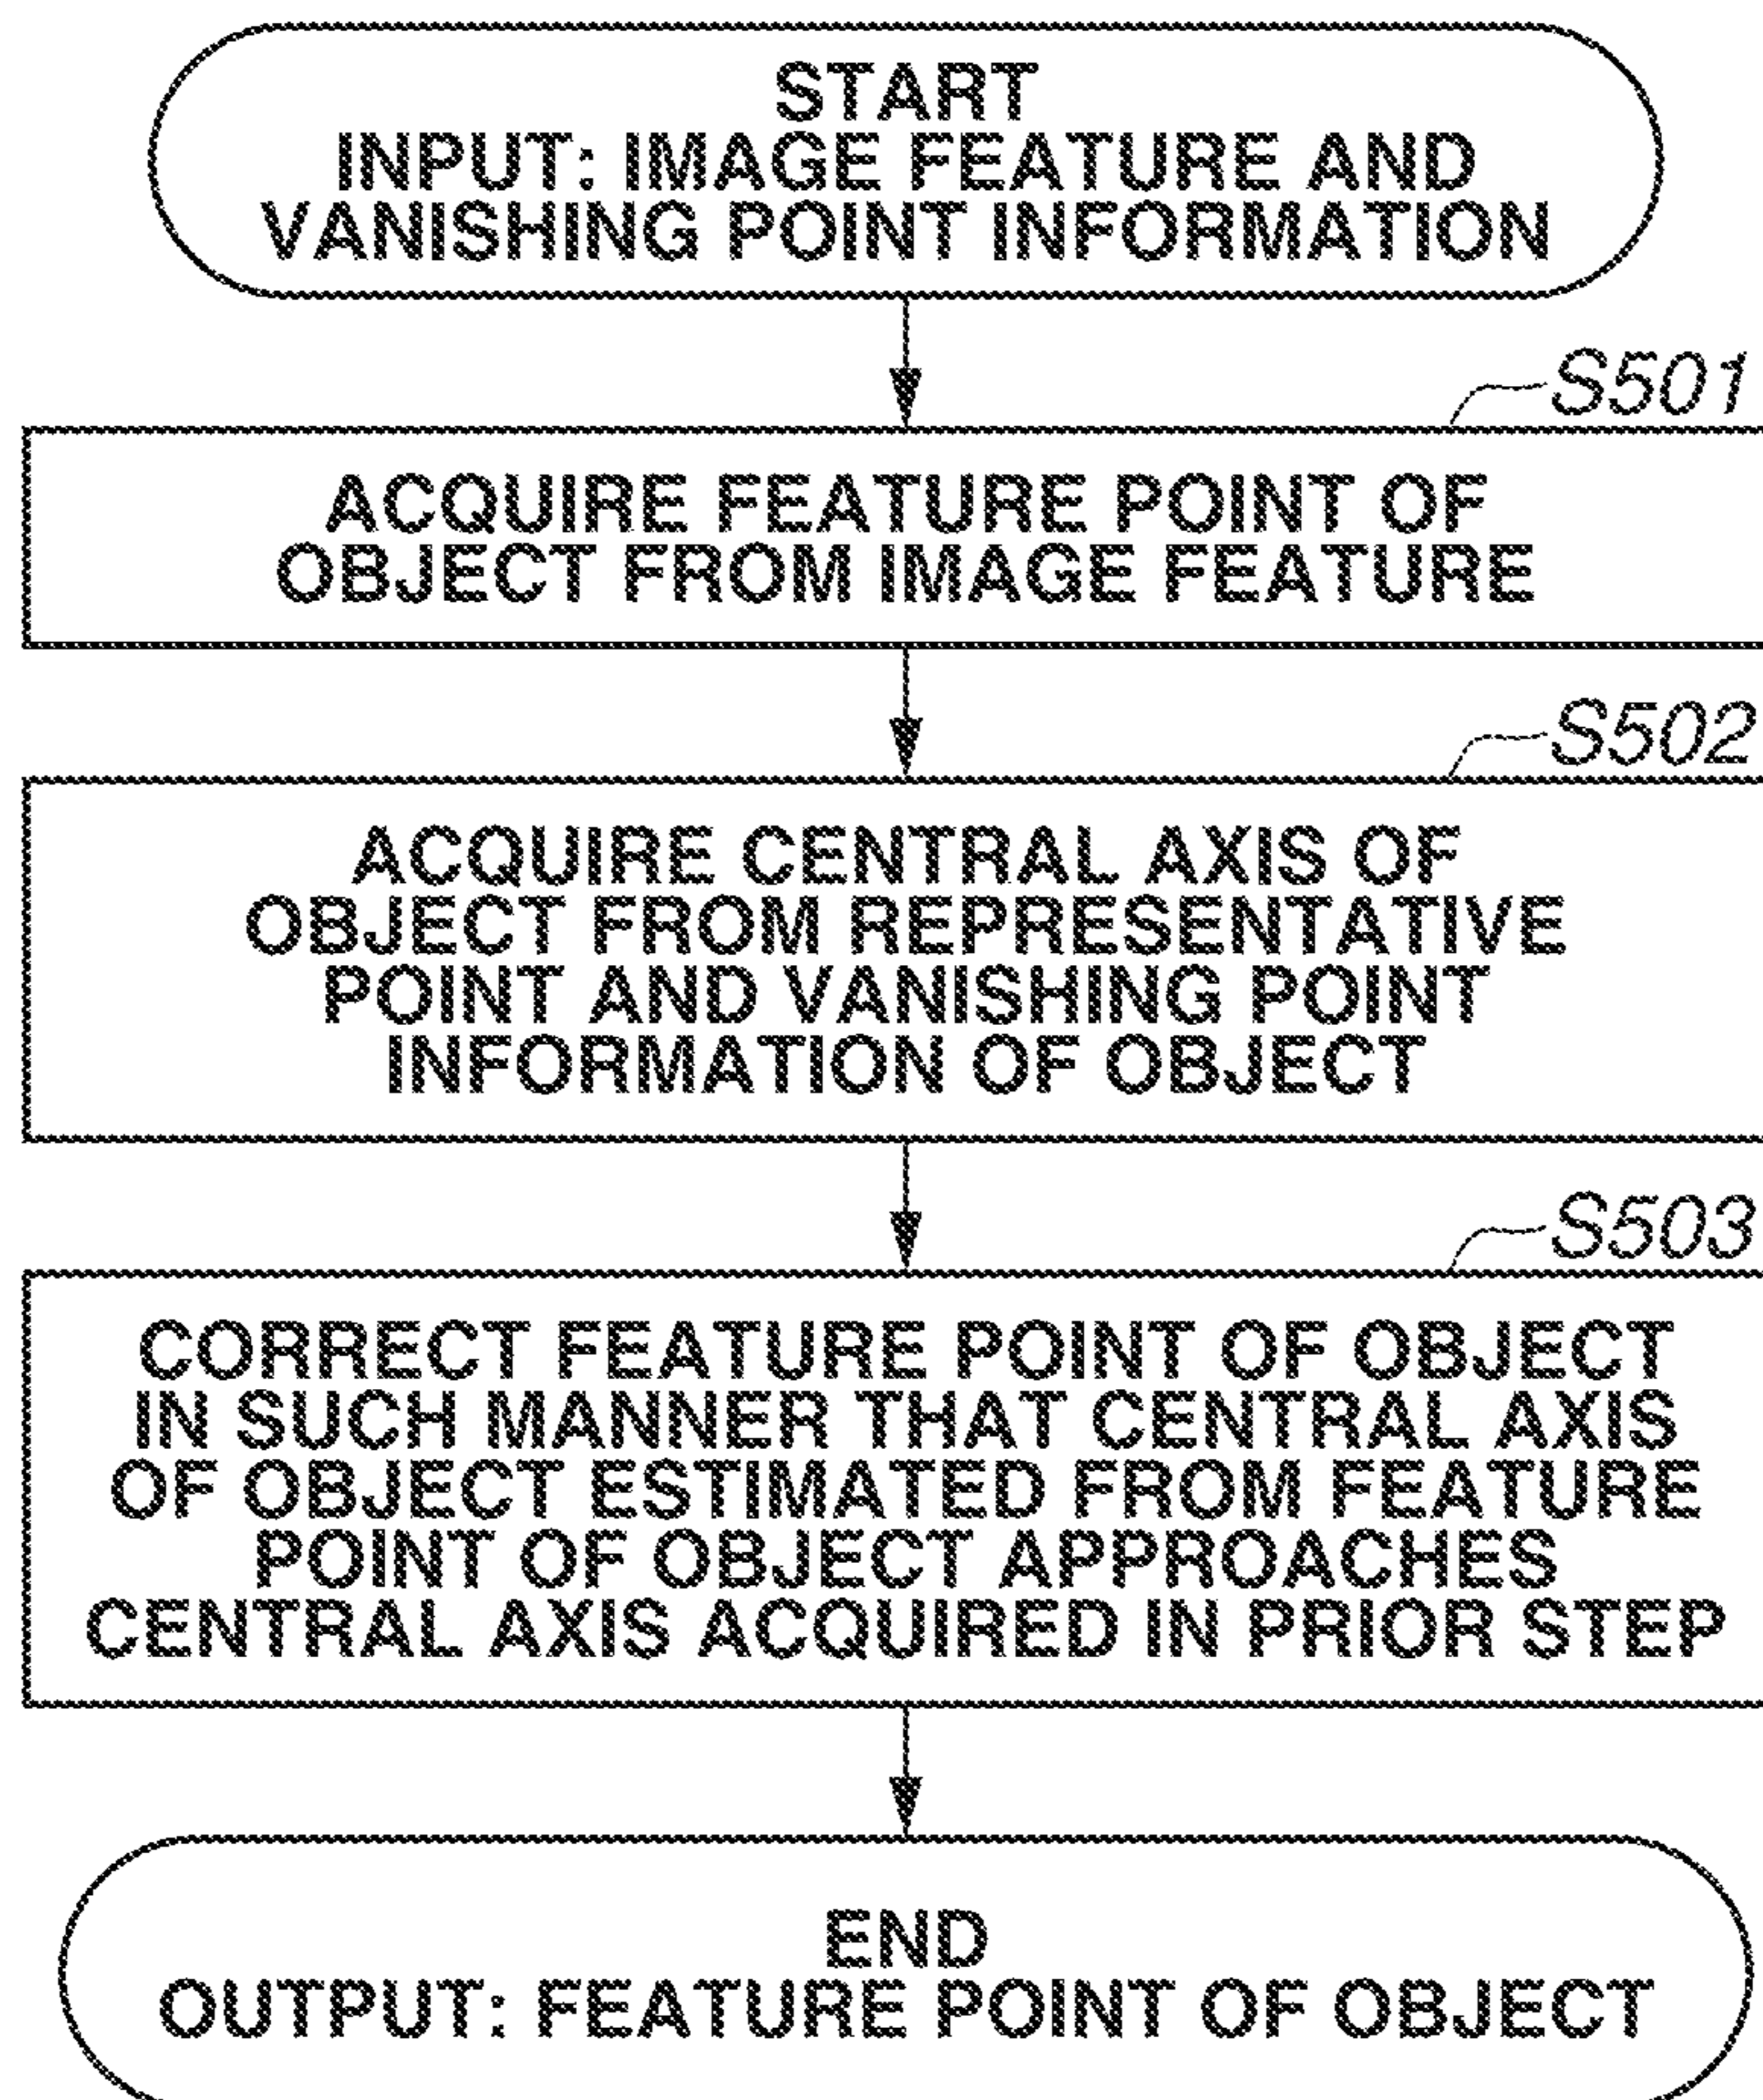 START
INPUT: IMAGE FEATURE AND
VANISHING POINT INFORMATION
S501
ACQUIRE FEATURE POINT OF
OBJECT FROM IMAGE FEATURE
S502
ACQUIRE CENTRAL AXIS OF
OBJECT FROM REPRESENTATIVE
POINT AND VANISHING POINT
INFORMATION OF OBJECT
S503
CORRECT FEATURE POINT OF OBJECT
IN SUCH MANNER THAT CENTRAL AXIS
OF OBJECT ESTIMATED FROM FEATURE
POINT OF OBJECT APPROACHES
CENTRAL AXIS ACQUIRED IN PRIOR STEP
END
OUTPUT: FEATURE POINT OF OBJECT